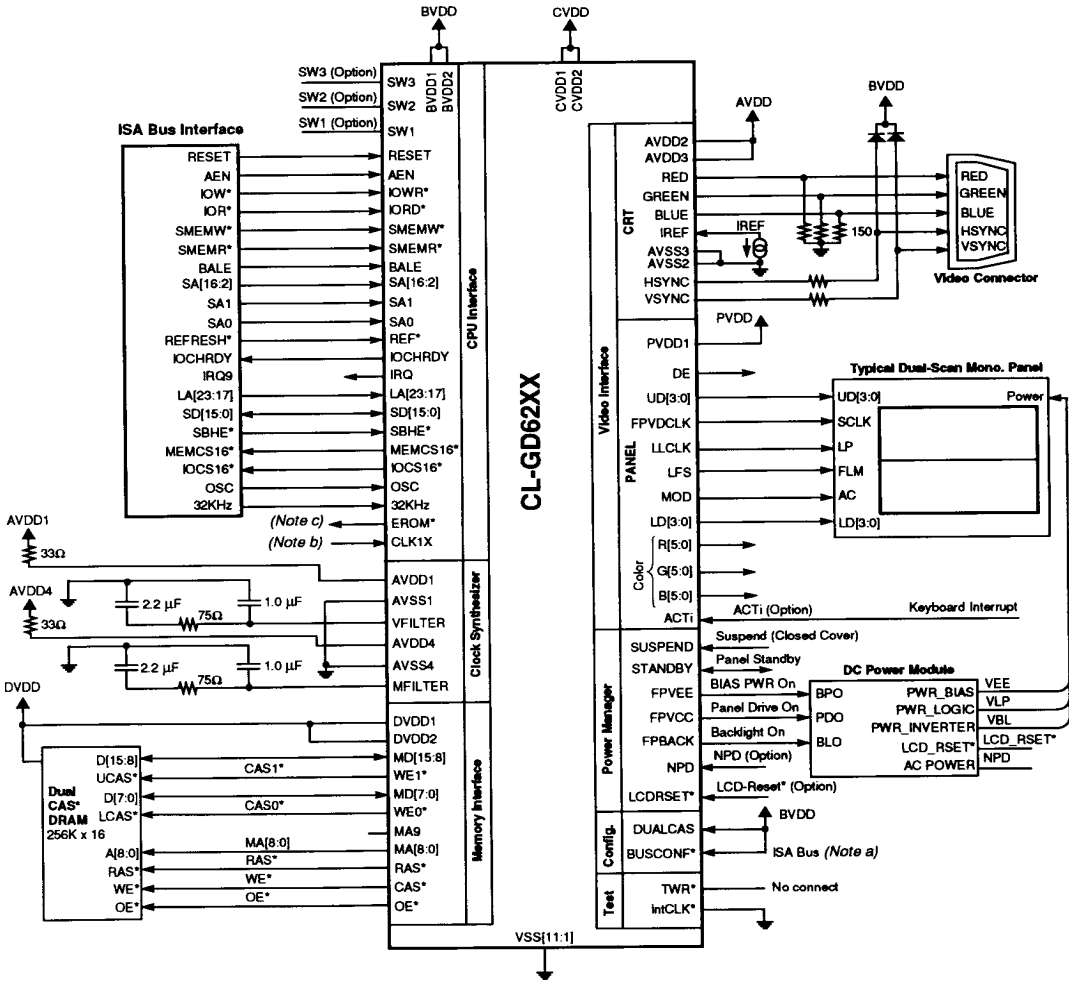 BVDD
CVDD
SW3 (Option)
SW3
SW2 (Option)
SW2
SW1 (Option)
SW1
BVDD1
BVDD2
CVDD1
CVDD2
ISA Bus Interface
RESET
RESET
AEN
AEN
IOW*
IOWR*
IOR*
IORD*
SMEMW*
SMEMW*
SMEMR*
SMEMR*
BALE
BALE
SA[16:2]
SA[16:2]
SA1
SA1
SA0
SA0
REFRESH*
REF*
IOCHRDY
IOCHRDY
IRQ9
IRQ
LA[23:17]
LA[23:17]
SD[15:0]
SD[15:0]
SBHE*
SBHE*
MEMCS16*
MEMCS16*
IOCS16*
IOCS16*
OSC
OSC
32KHz
32KHz
(Note c)
EROM*
(Note b)
CLK1X
CPU Interface
AVDD1
33Ω
AVDD1
2.2 μF
1.0 μF
AVSS1
75Ω
VFILTER
AVDD4
33Ω
AVDD4
2.2 μF
1.0 μF
AVSS4
75Ω
MFILTER
Clock Synthesizer
DVDD
DVDD1
DVDD2
D[15:8]
MD[15:8]
UCAS*
CAS1*
WE1*
Dual
CAS*
DRAM
256K x 16
D[7:0]
MD[7:0]
LCAS*
CAS0*
WE0*
MA9
A[8:0]
MA[8:0]
MA[8:0]
RAS*
RAS*
RAS*
WE*
WE*
CAS*
OE*
OE*
OE*
Memory Interface
CL-GD62XX
VSS[11:1]
Video Interface
CRT
AVDD
AVDD2
AVDD3
RED
GREEN
BLUE
IREF
IREF
AVSS3
AVSS2
HSYNC
VSYNC
150
BVDD
RED
GREEN
BLUE
HSYNC
VSYNC
Video Connector
PANEL
PVDD
PVDD1
DE
UD[3:0]
FPVDCLK
LLCLK
LFS
MOD
LD[3:0]
Color
R[5:0]
G[5:0]
B[5:0]
ACTi
ACTi (Option)
Keyboard Interrupt
Typical Dual-Scan Mono. Panel
UD[3:0]
Power
SCLK
LP
FLM
AC
LD[3:0]
Power Manager
SUSPEND
Suspend (Closed Cover)
STANDBY
Panel Standby
FPVEE
BIAS PWR On
FPVCC
Panel Drive On
FPBACK
Backlight On
NPD
NPD (Option)
LCDRSET*
LCD-Reset* (Option)
DC Power Module
BPO
PWR_BIAS
VEE
PDO
PWR_LOGIC
VLP
BLO
PWR_INVERTER
VBL
LCD_RSET*
LCD_RSET*
AC POWER
NPD
Config.
BVDD
DUALCAS
BUSCONF*
ISA Bus (Note a)
Test
TWR*
No connect
intCLK*